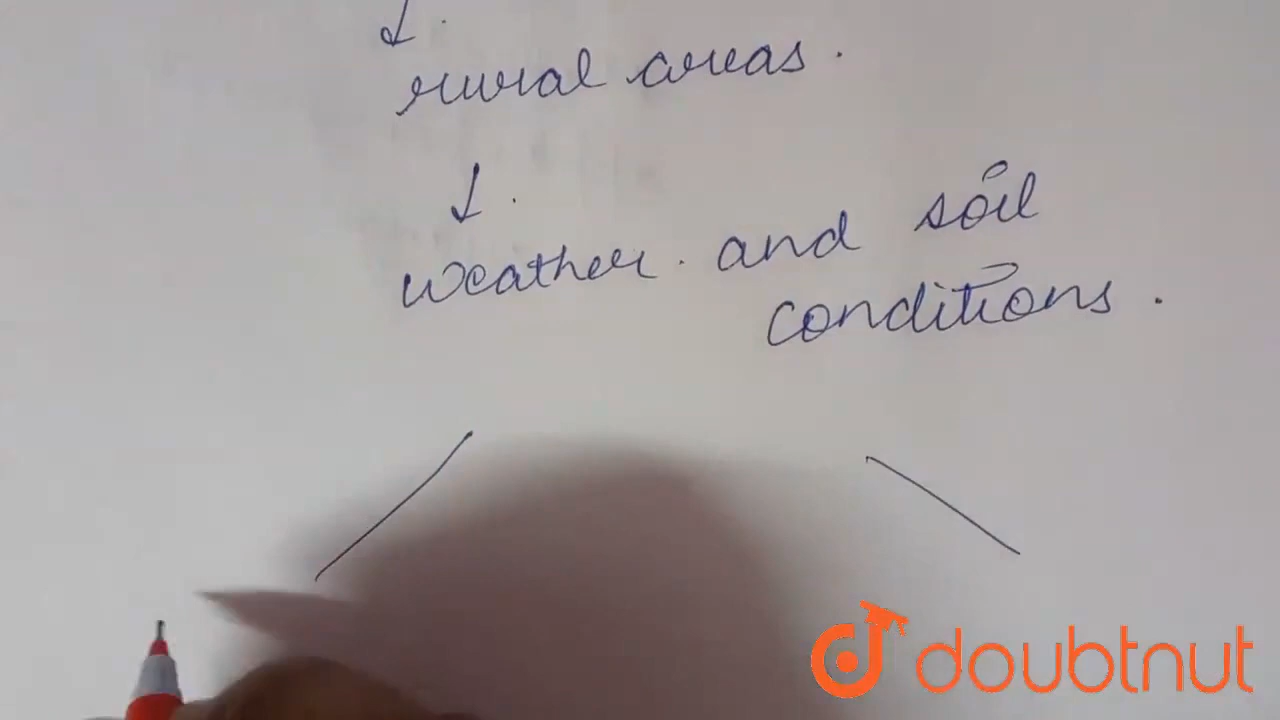 rural areas.
weather. and soil
conditions.
doubtnut